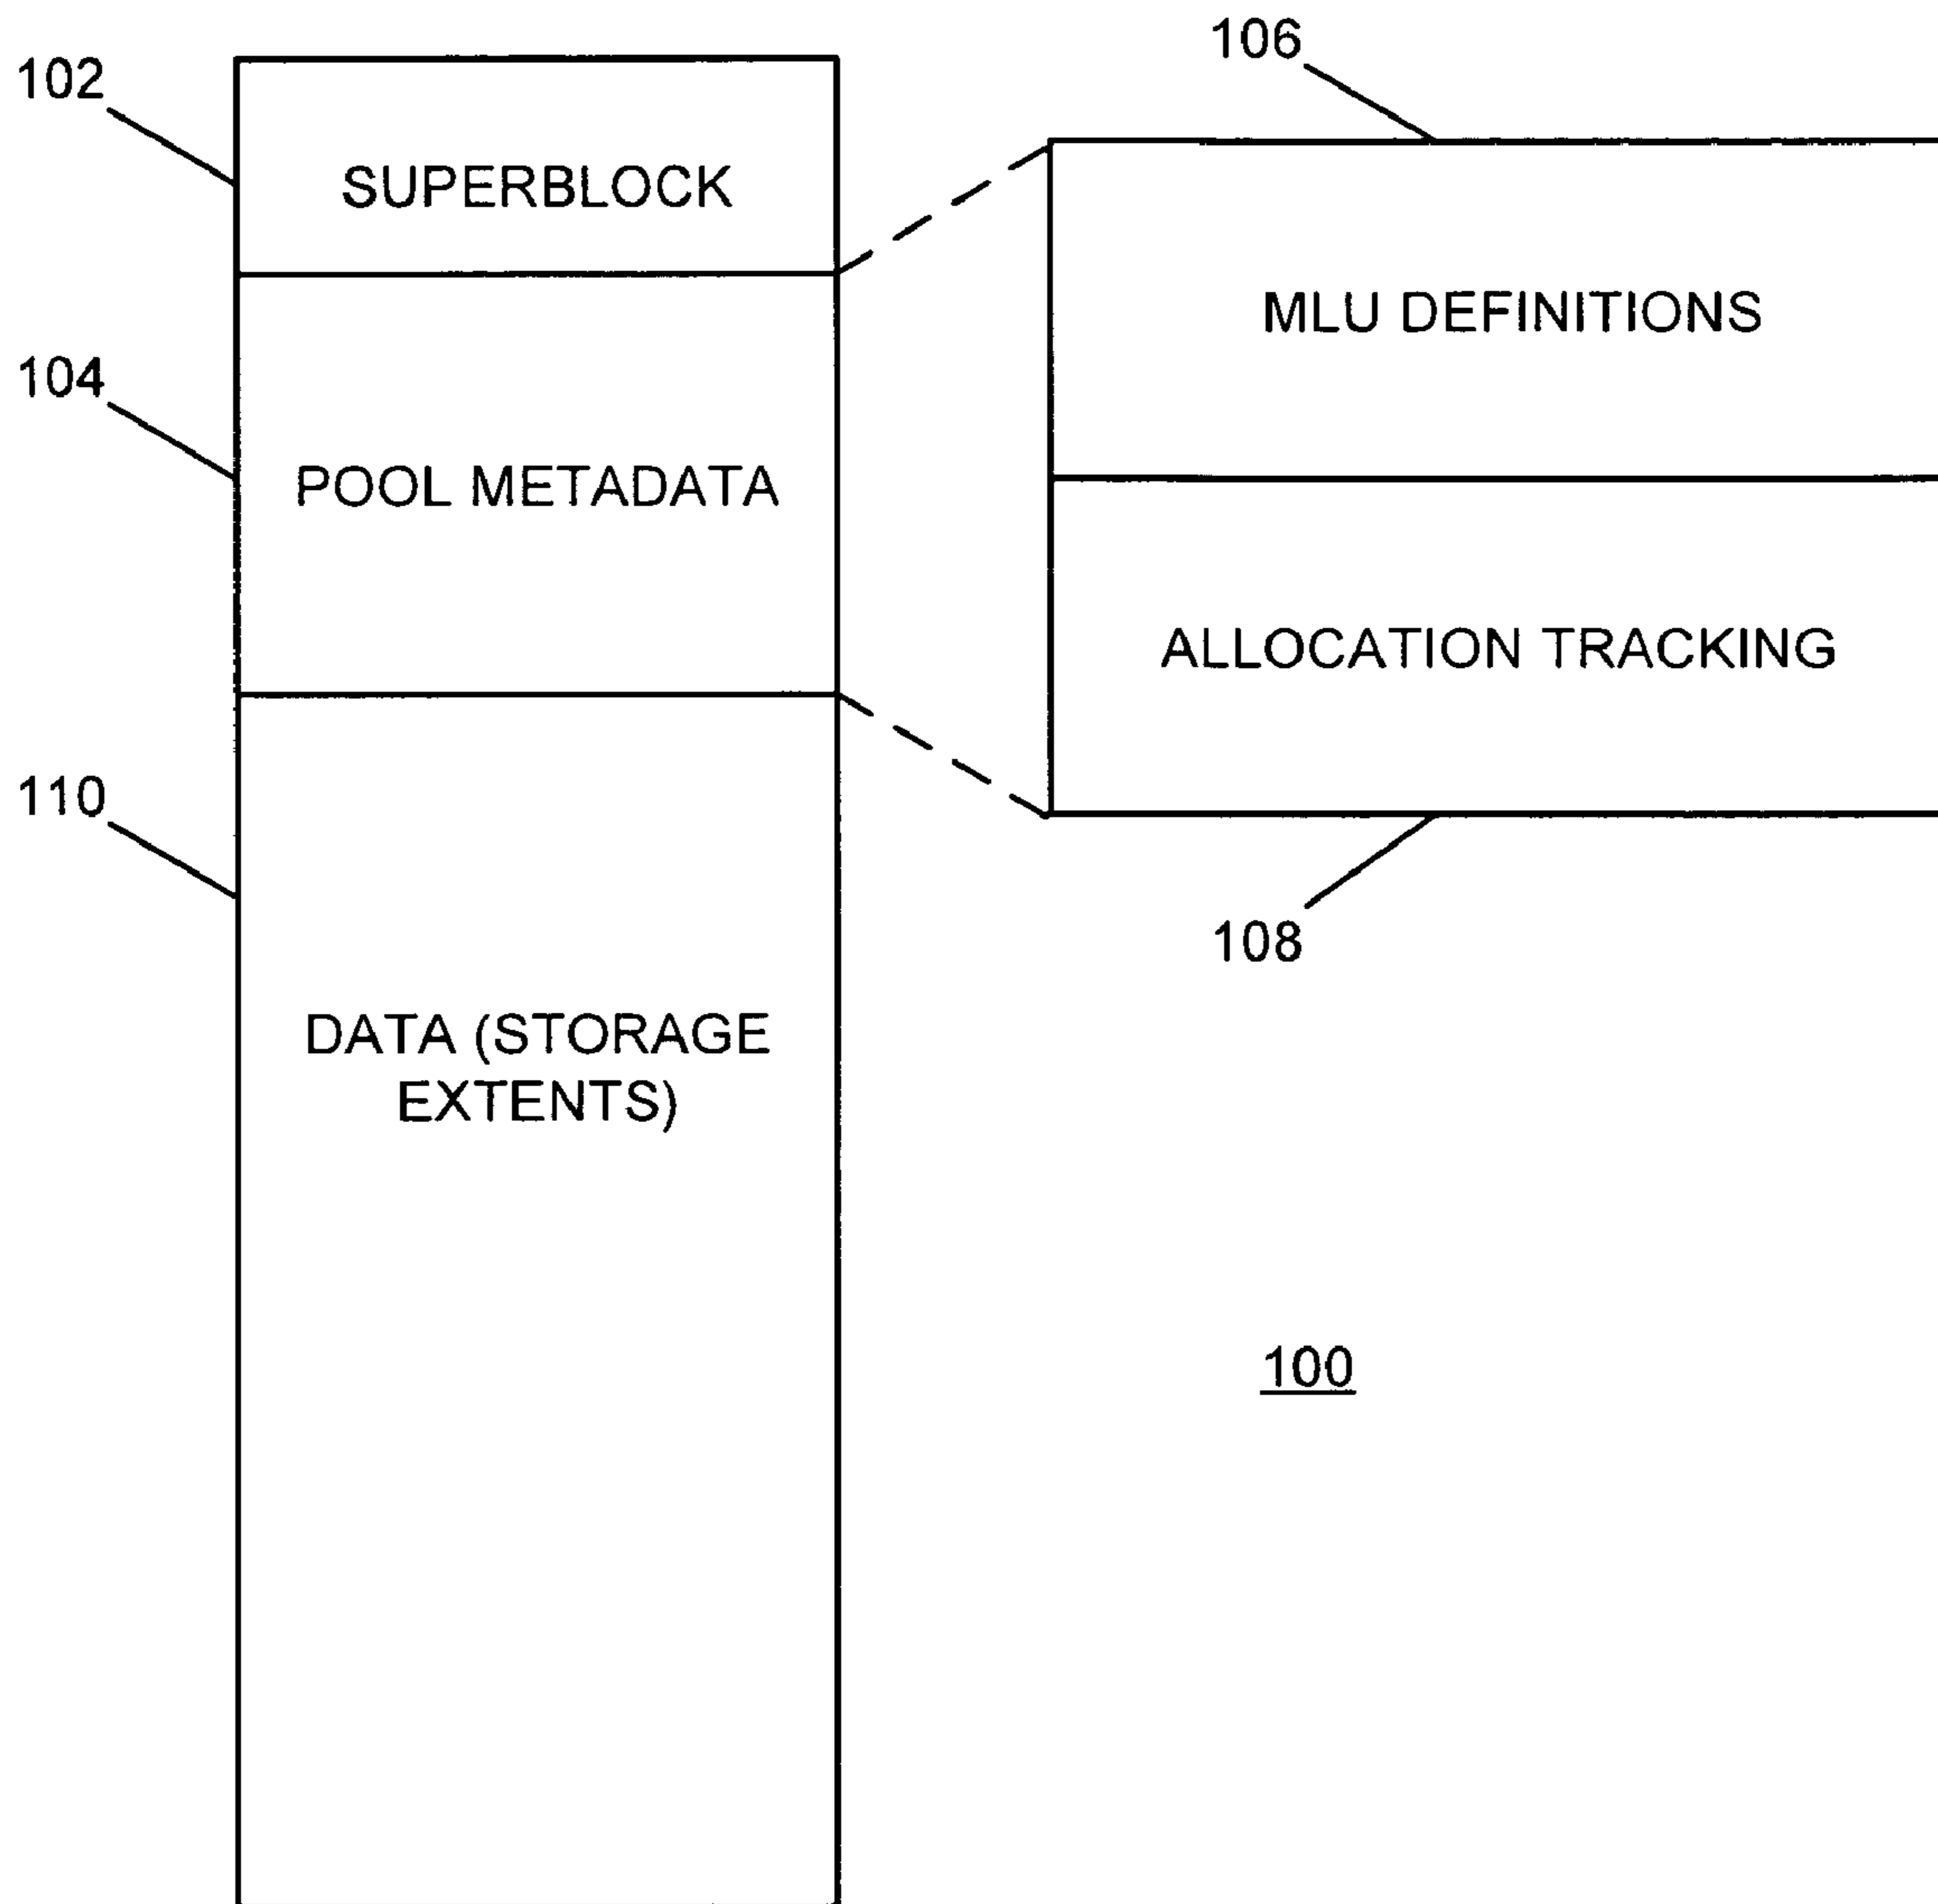 102
SUPERBLOCK
104
POOL METADATA
110
DATA (STORAGE
EXTENTS)
106
MLU DEFINITIONS
ALLOCATION TRACKING
108
100